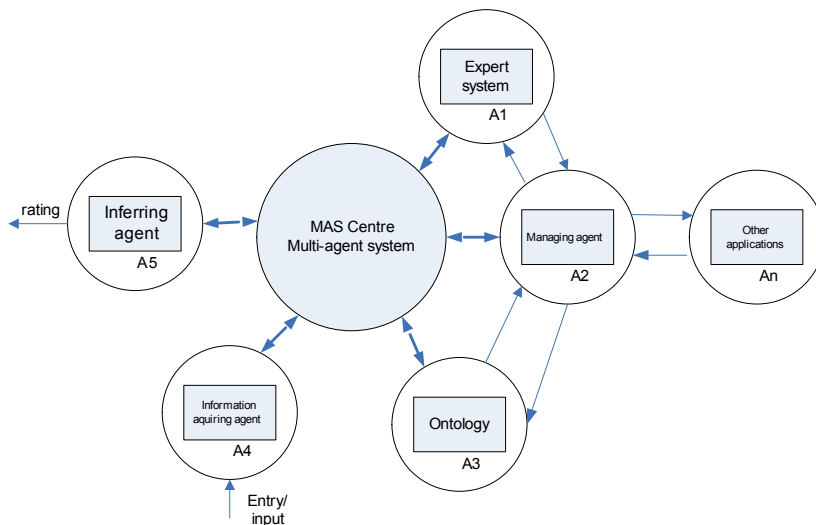 Expert
system
A1
rating
Inferring
agent
A5
MAS Centre
Multi-agent system
Managing agent
A2
Other
applications
An
Information
aquiring agent
A4
Ontology
A3
Entry/
input